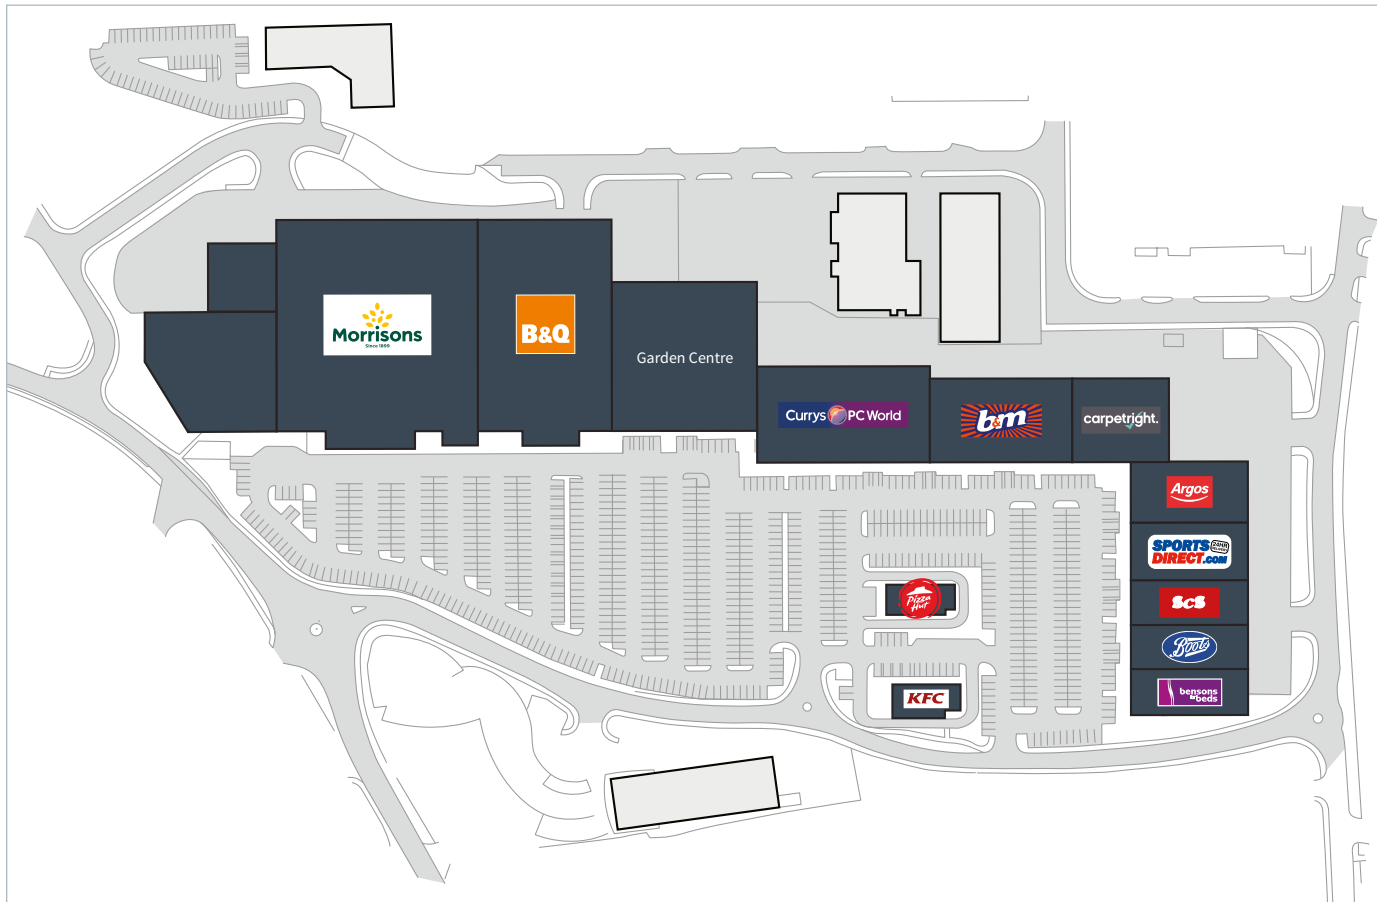 Morrisons
Since 1899
B&Q
Garden Centre
Currys PC World
b&m
carpetright.
Argos
SPORTS
DIRECT.COM
24HR
ScS
Pizza
Hut
Boots
KFC
bensons
for beds